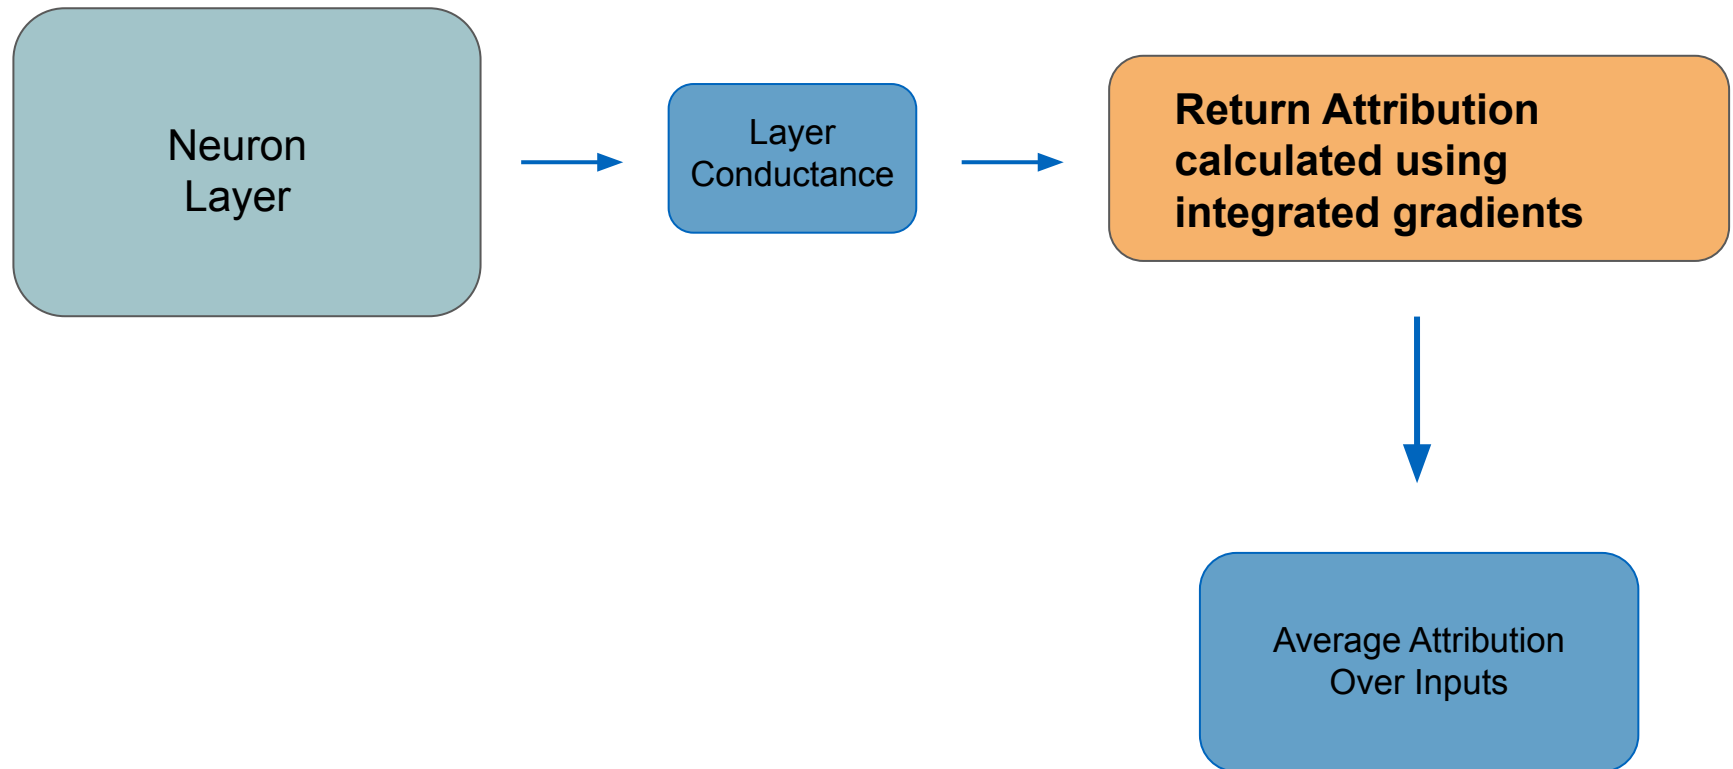 Neuron
Layer
Layer
Conductance
Return Attribution
calculated using
integrated gradients
Average Attribution
Over Inputs